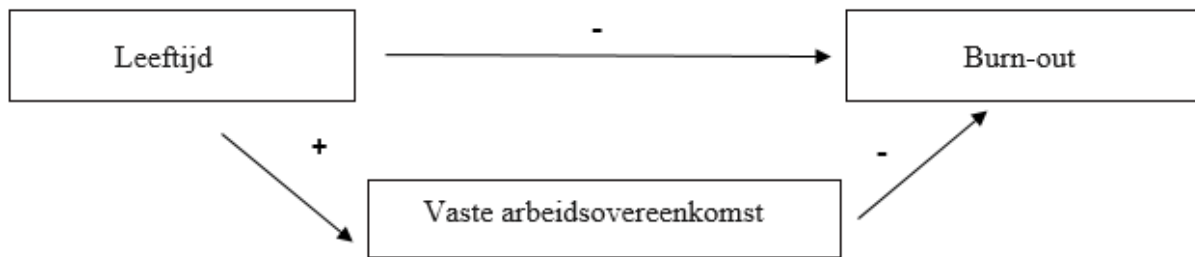 -
Leeftijd
Burn-out
+
-
Vaste arbeidsovereenkomst